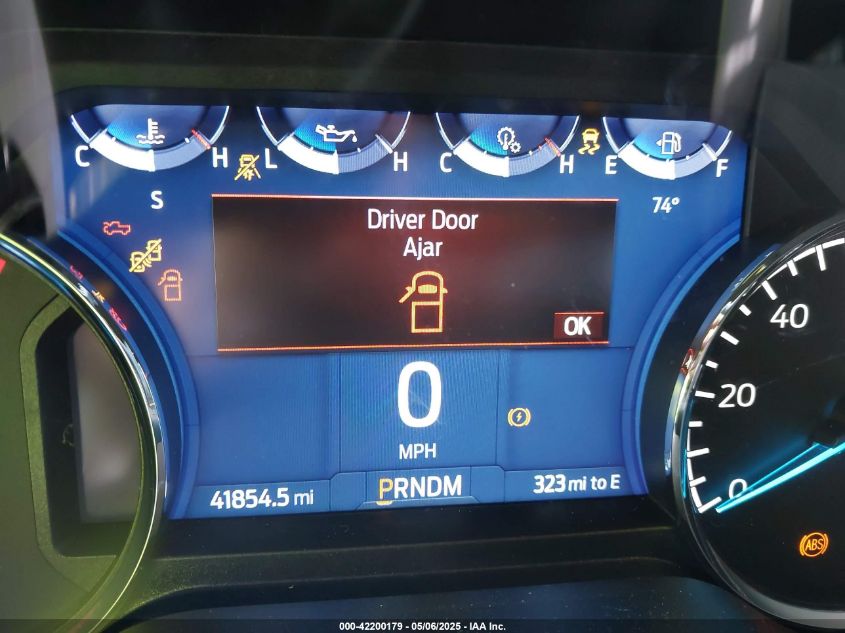 C H L H C H E F
S
74°
Driver Door
Ajar
OK
0
MPH
41854.5 mi
PRNDM
323 mi to E
40
20
0
ABS
000-42200179 - 05/06/2025 - IAA Inc.